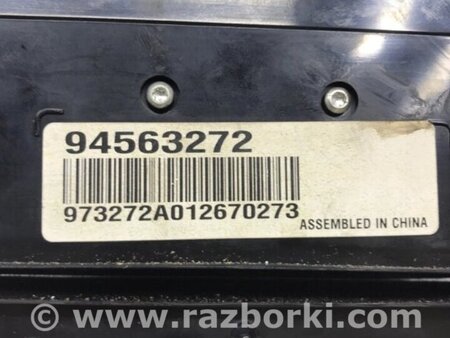 94563272
973272A012670273
ASSEMBLED IN CHINA
www.razborki.com